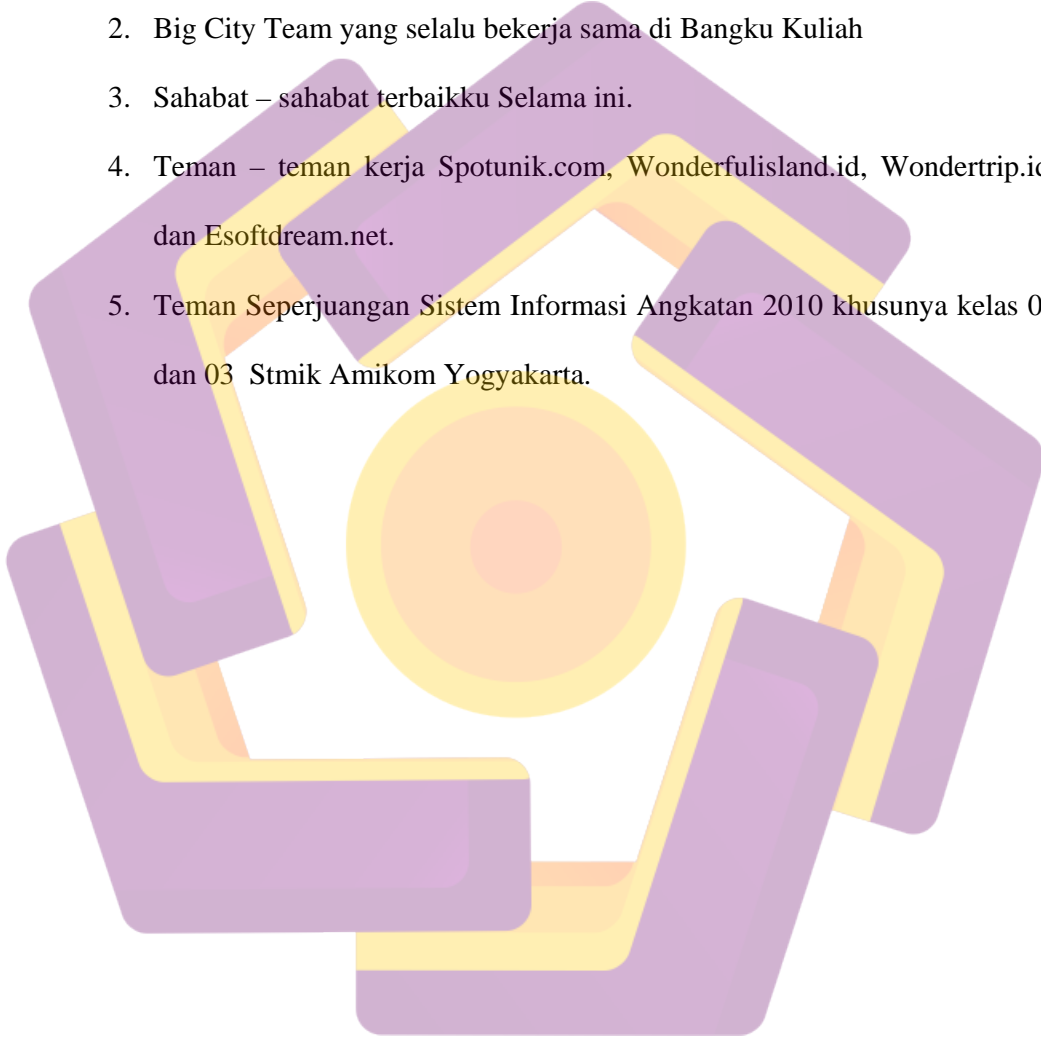 2. Big City Team yang selalu bekerja sama di Bangku Kuliah
3. Sahabat – sahabat terbaikku Selama ini.
4. Teman – teman kerja Spotunik.com, Wonderfulisland.id, Wondertrip.id
dan Esoftdream.net.
5. Teman Seperjuangan Sistem Informasi Angkatan 2010 khusunya kelas
dan 03 Stmik Amikom Yogyakarta.